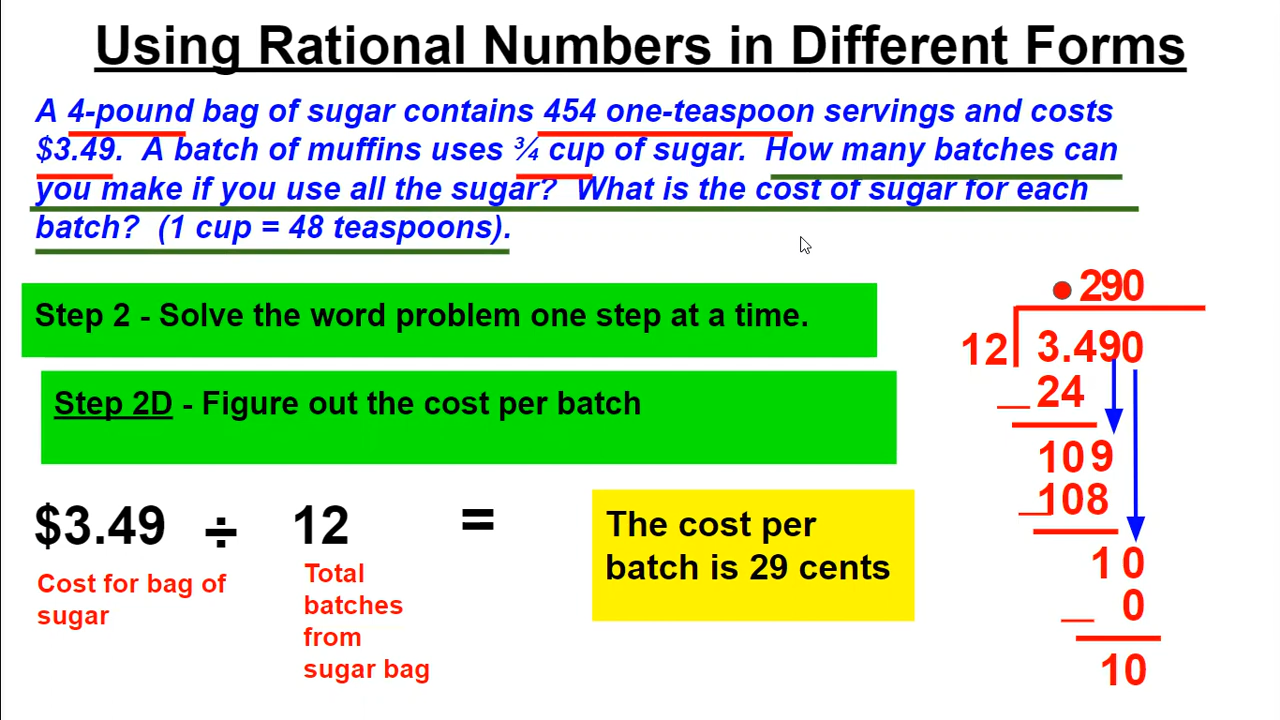 Using Rational Numbers in Different Forms
A 4-pound bag of sugar contains 454 one-teaspoon servings and costs
$3.49. A batch of muffins uses ¾ cup of sugar. How many batches can
you make if you use all the sugar? What is the cost of sugar for each
batch? (1 cup = 48 teaspoons).
Step 2 - Solve the word problem one step at a time.
Step 2D - Figure out the cost per batch
$3.49 ÷ 12 =
Cost for bag of
sugar
Total
batches
from
sugar bag
The cost per
batch is 29 cents
.290
12 3.490
_ 24
109
_108
10
_ 0
10